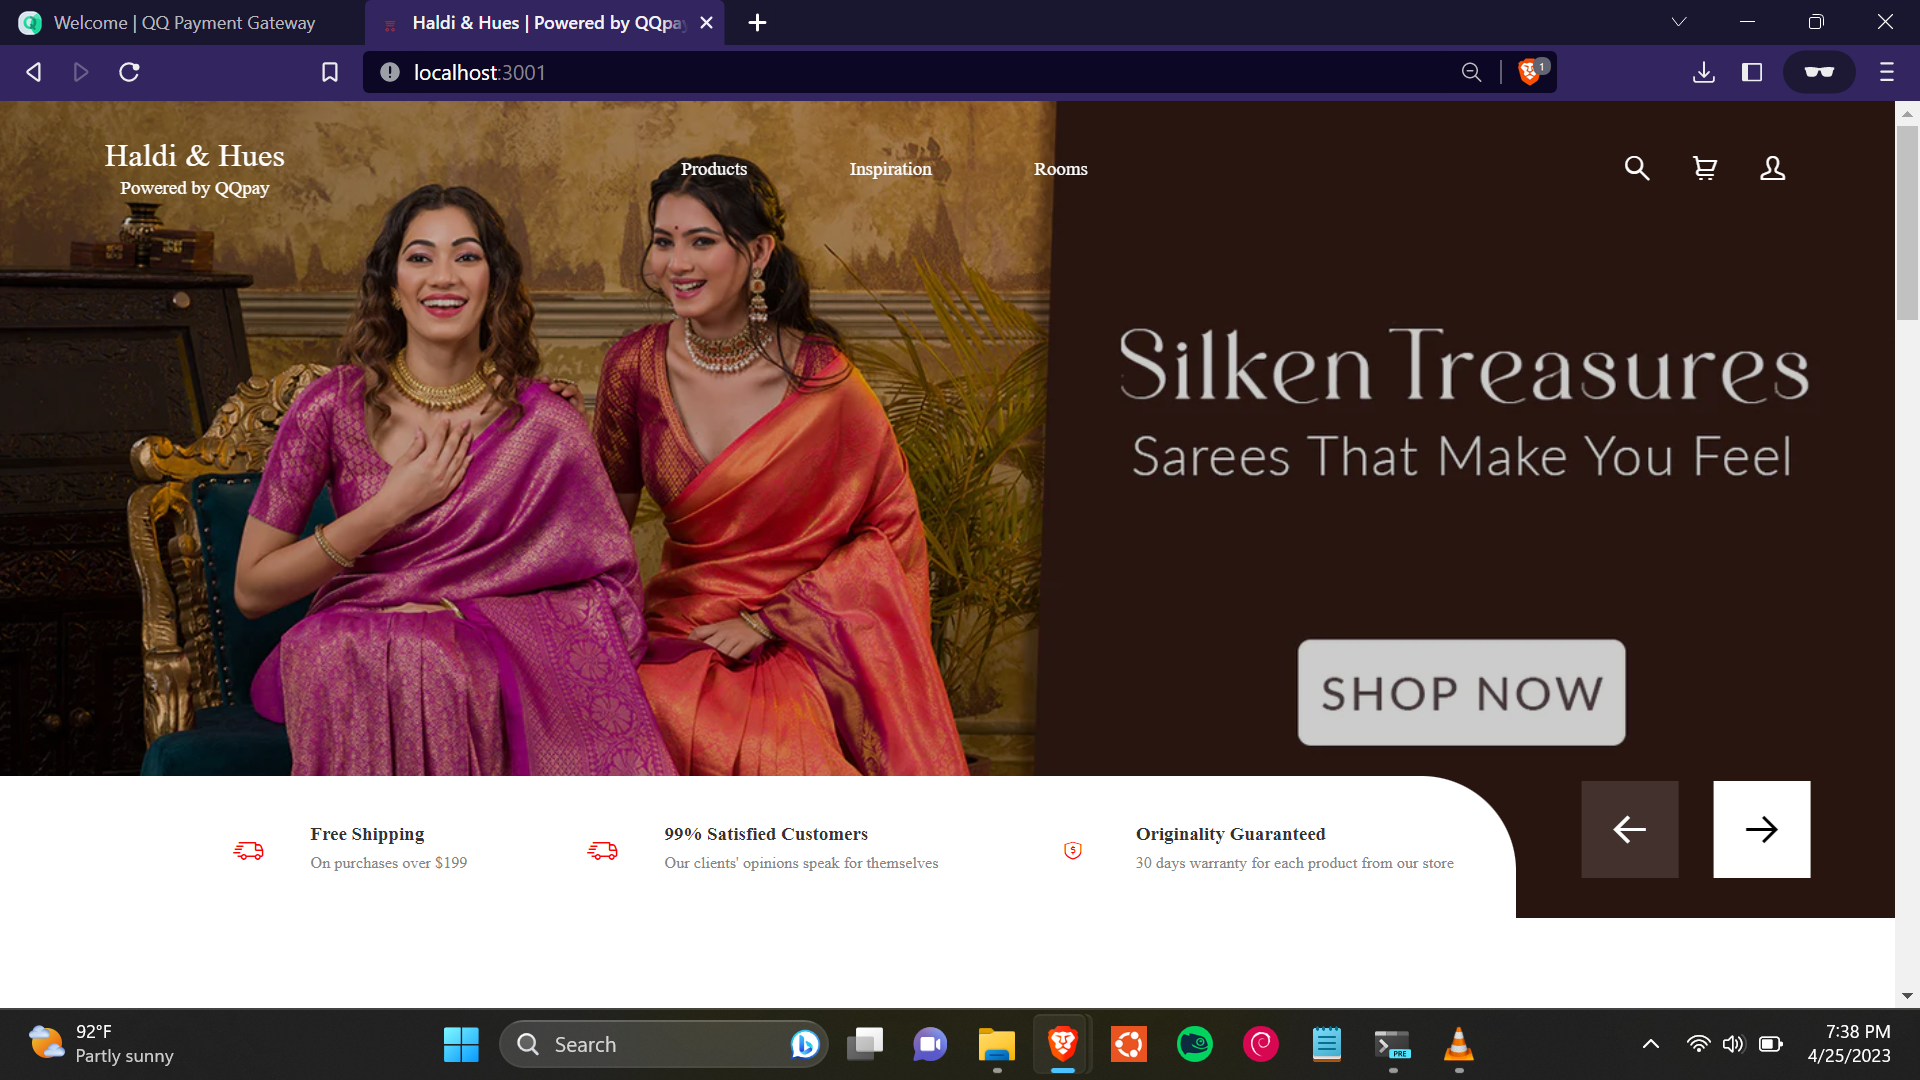 Welcome | QQ Payment Gateway
Haldi & Hues | Powered by QQpay
localhost:3001
1
Haldi & Hues
Powered by QQpay
Products
Inspiration
Rooms
Silken Treasures
Sarees That Make You Feel
SHOP NOW
Free Shipping
On purchases over $199
99% Satisfied Customers
Our clients' opinions speak for themselves
Originality Guaranteed
30 days warranty for each product from our store
92°F
Partly sunny
Search
PRE
7:38 PM
4/25/2023